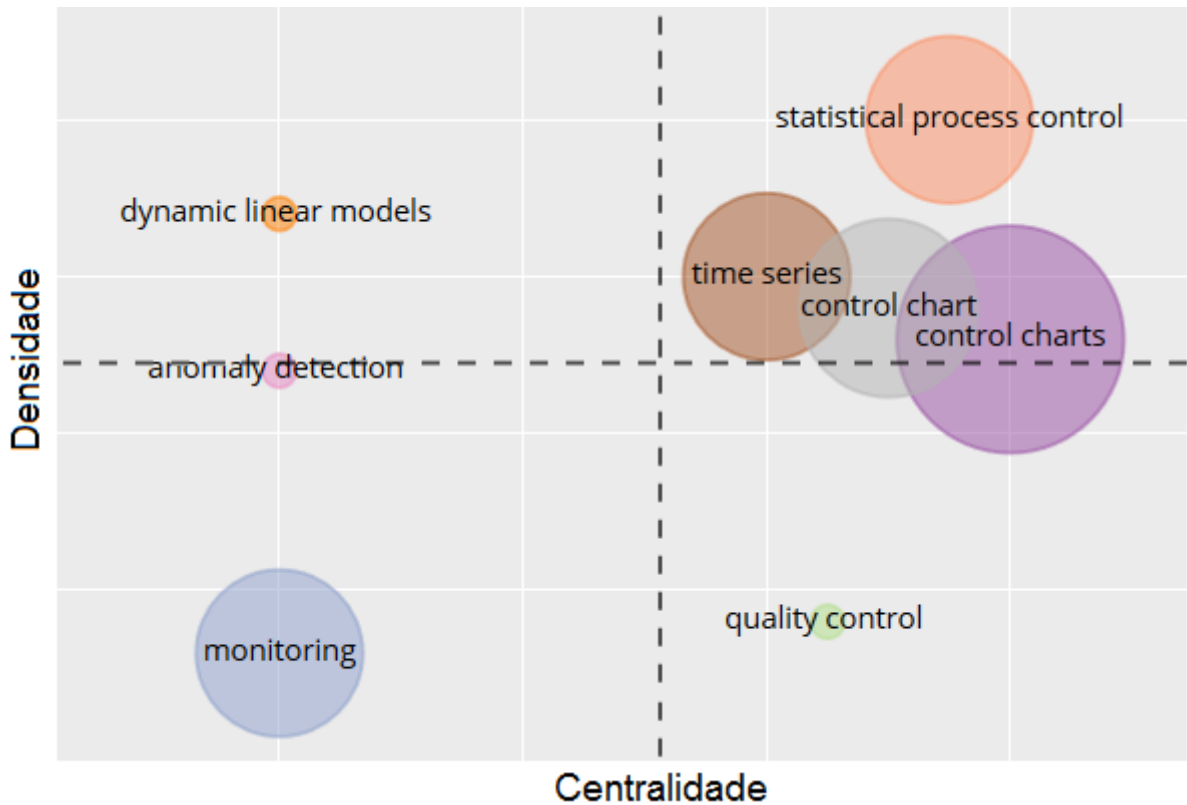 statistical process control
dynamic linear models
time series
control chart
control charts
anomaly detection
quality control
monitoring
Densidade
Centralidade